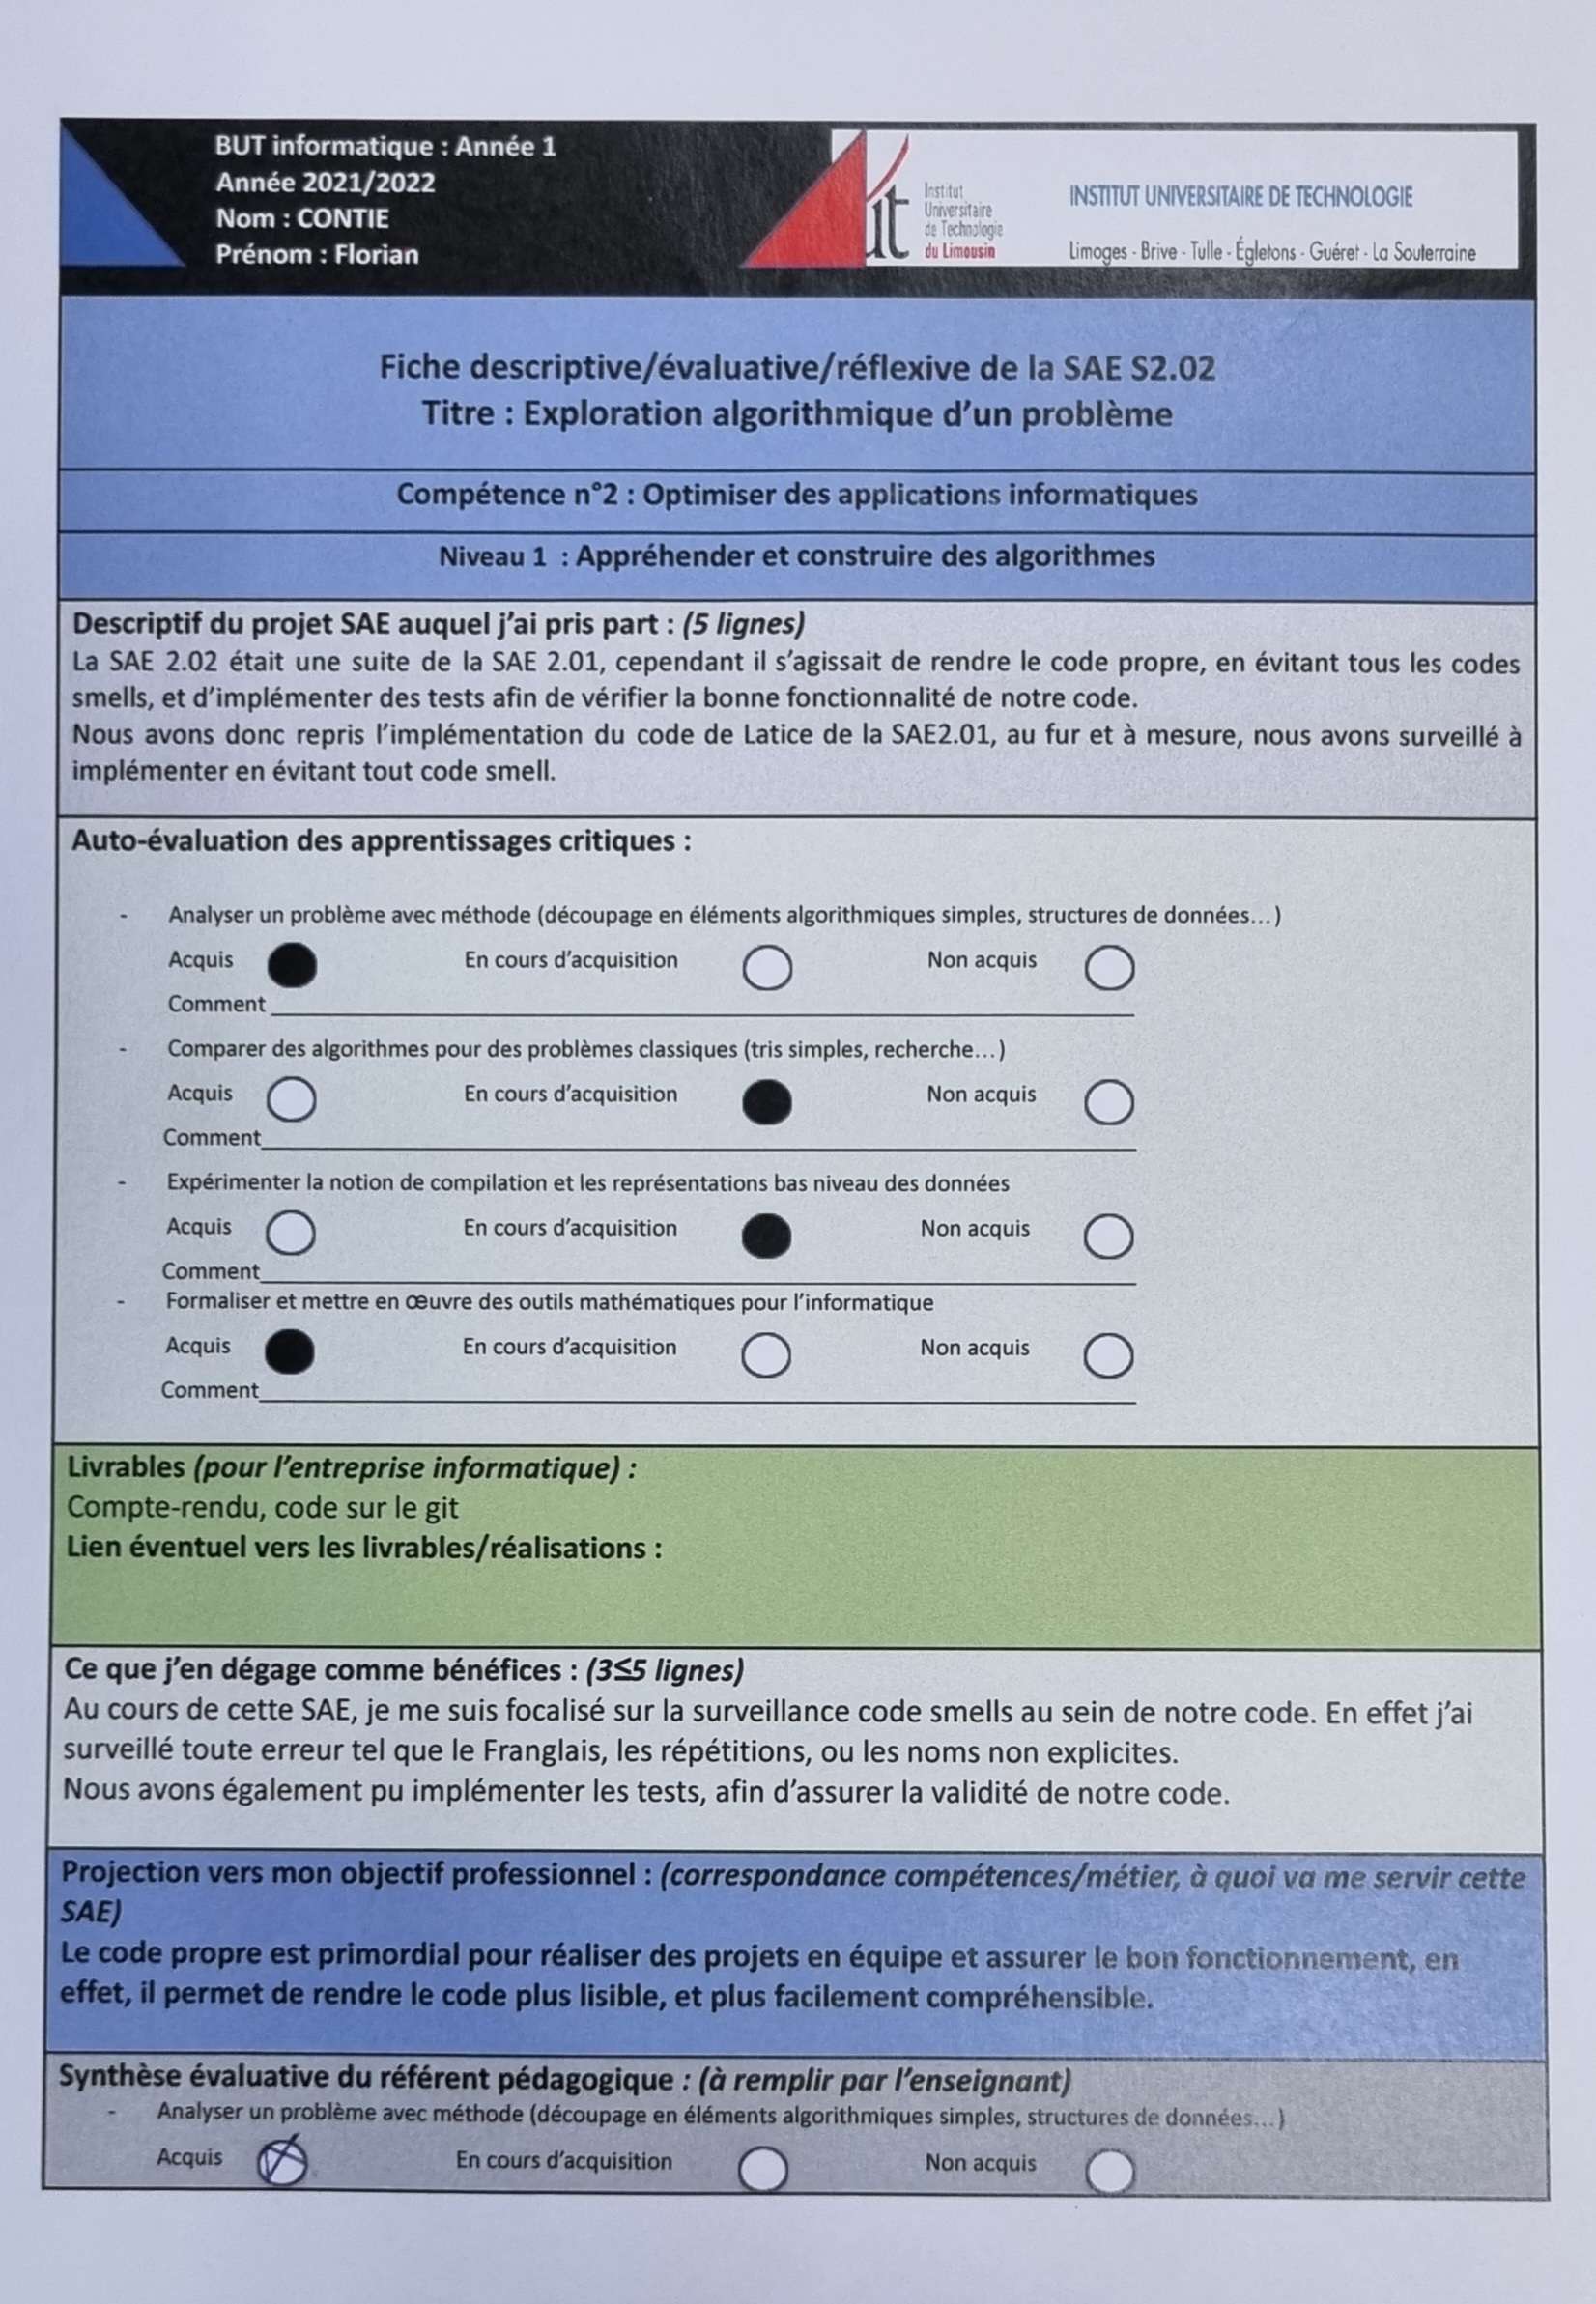 BUT informatique : Année 1
Année 2021/2022
Nom : CONTIE
Prénom : Florian
iut
Institut
Universitaire
de Technologie
du Limousin
INSTITUT UNIVERSITAIRE DE TECHNOLOGIE
Limoges - Brive - Tulle - Égletons - Guéret - La Souterraine
Fiche descriptive/évaluative/réflexive de la SAE S2.02
Titre : Exploration algorithmique d'un problème
Compétence n°2 : Optimiser des applications informatiques
Niveau 1 : Appréhender et construire des algorithmes
Descriptif du projet SAE auquel j'ai pris part : (5 lignes)
La SAE 2.02 était une suite de la SAE 2.01, cependant il s'agissait de rendre le code propre, en évitant tous les codes
smells, et d'implémenter des tests afin de vérifier la bonne fonctionnalité de notre code.
Nous avons donc repris l'implémentation du code de Latice de la SAE2.01, au fur et à mesure, nous avons surveillé à
implémenter en évitant tout code smell.
Auto-évaluation des apprentissages critiques :
- Analyser un problème avec méthode (découpage en éléments algorithmiques simples, structures de données...)
Acquis En cours d'acquisition Non acquis
Comment
- Comparer des algorithmes pour des problèmes classiques (tris simples, recherche...)
Acquis En cours d'acquisition Non acquis
Comment
- Expérimenter la notion de compilation et les représentations bas niveau des données
Acquis En cours d'acquisition Non acquis
Comment
- Formaliser et mettre en œuvre des outils mathématiques pour l'informatique
Acquis En cours d'acquisition Non acquis
Comment
Livrables (pour l'entreprise informatique) :
Compte-rendu, code sur le git
Lien éventuel vers les livrables/réalisations :
Ce que j'en dégage comme bénéfices : (3≤5 lignes)
Au cours de cette SAE, je me suis focalisé sur la surveillance code smells au sein de notre code. En effet j'ai
surveillé toute erreur tel que le Franglais, les répétitions, ou les noms non explicites.
Nous avons également pu implémenter les tests, afin d'assurer la validité de notre code.
Projection vers mon objectif professionnel : (correspondance compétences/métier, à quoi va me servir cette
SAE)
Le code propre est primordial pour réaliser des projets en équipe et assurer le bon fonctionnement, en
effet, il permet de rendre le code plus lisible, et plus facilement compréhensible.
Synthèse évaluative du référent pédagogique : (à remplir par l'enseignant)
- Analyser un problème avec méthode (découpage en éléments algorithmiques simples, structures de données...)
Acquis En cours d'acquisition Non acquis